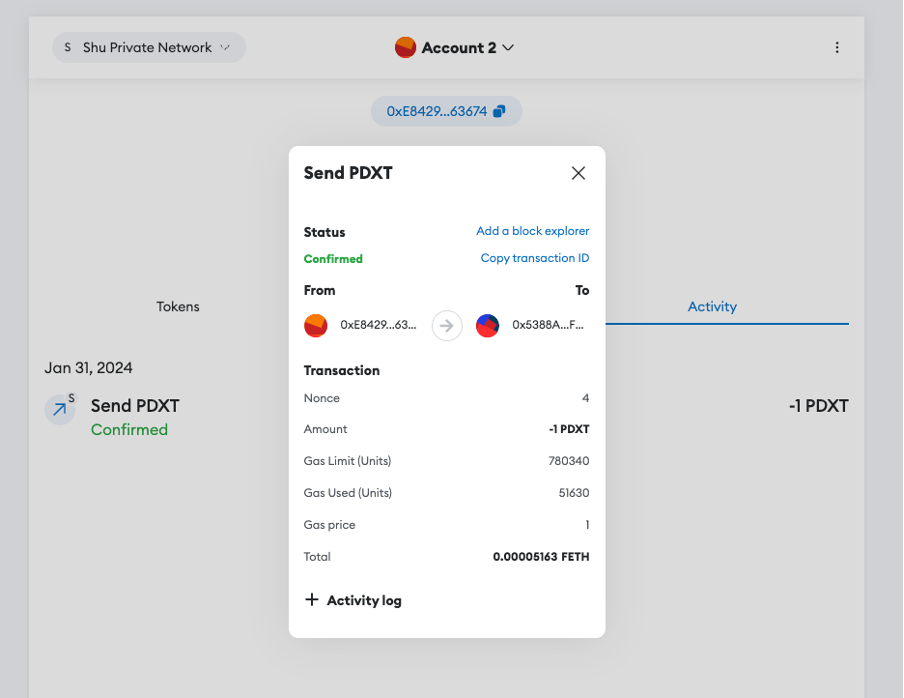 S Shu Private Network
Account 2
0xE8429...63674
Send PDXT
Status Add a block explorer
Confirmed Copy transaction ID
From To
0xE8429...63... 0x5388A...F...
Tokens Activity
Transaction
Jan 31, 2024
Nonce 4
S
Send PDXT -1 PDXT
Confirmed
Amount -1 PDXT
Gas Limit (Units) 780340
Gas Used (Units) 51630
Gas price 1
Total 0.00005163 FETH
+ Activity log